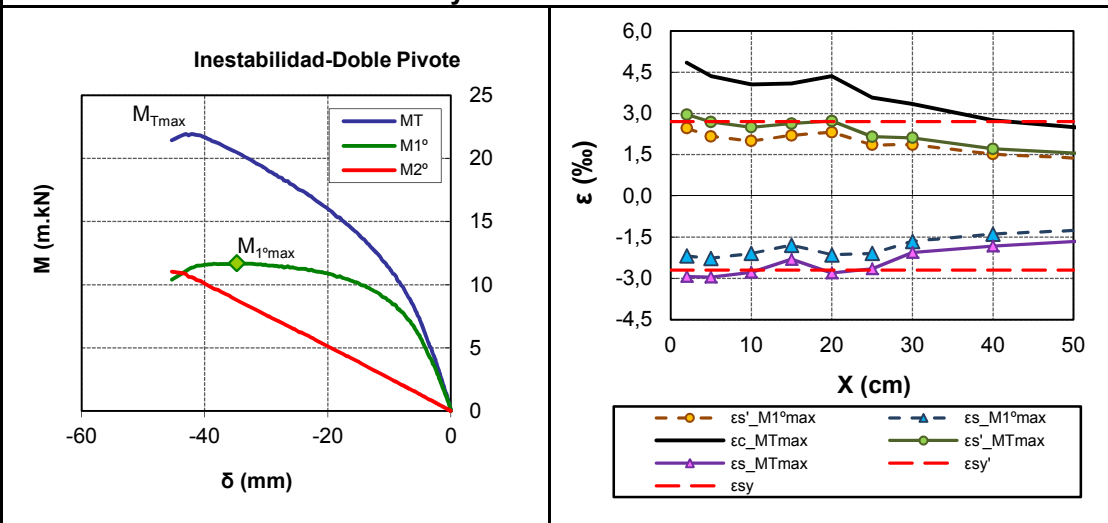 Inestabilidad-Doble Pivote
M_Tmax
MT
M1º
M2º
M_1ºmax
25
20
15
10
5
0
M (m.kN)
-60
-40
-20
0
δ (mm)
6,0
4,5
3,0
1,5
0,0
-1,5
-3,0
-4,5
ε (‰)
0
10
20
30
40
50
X (cm)
εs'_M1ºmax
εs_M1ºmax
εc_MTmax
εs'_MTmax
εs_MTmax
εsy'
εsy